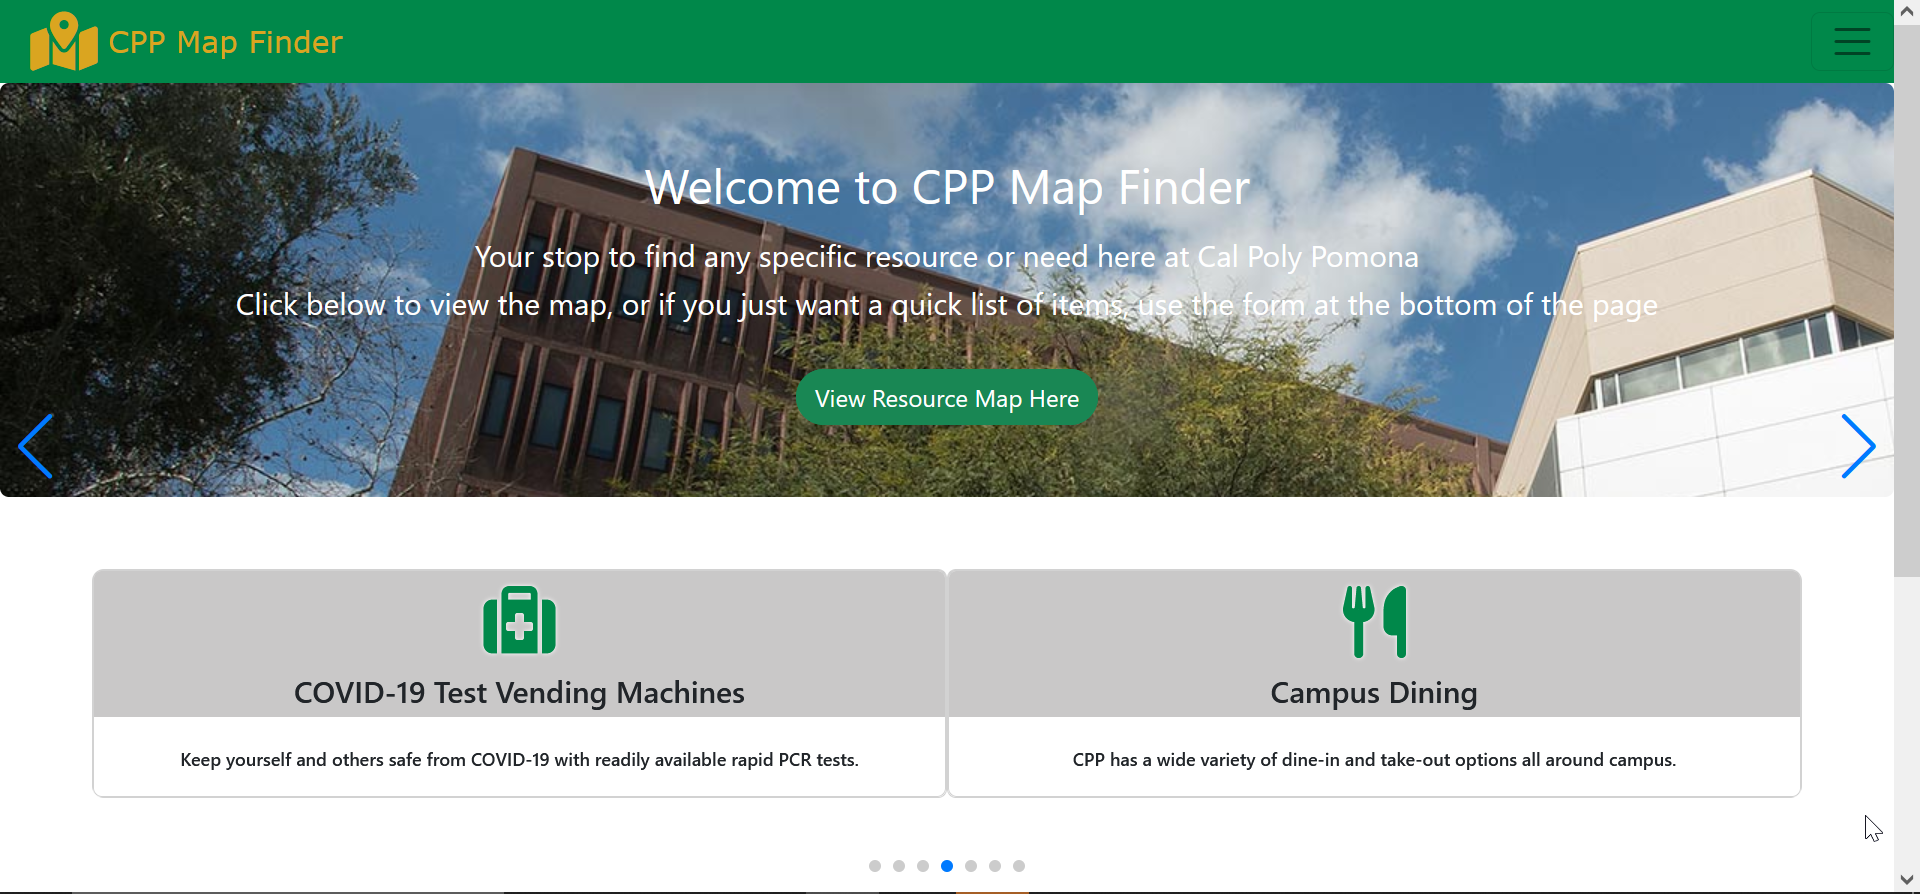 CPP Map Finder
Welcome to CPP Map Finder
Your stop to find any specific resource or need here at Cal Poly Pomona
Click below to view the map, or if you just want a quick list of items, use the form at the bottom of the page
View Resource Map Here
COVID-19 Test Vending Machines
Keep yourself and others safe from COVID-19 with readily available rapid PCR tests.
Campus Dining
CPP has a wide variety of dine-in and take-out options all around campus.